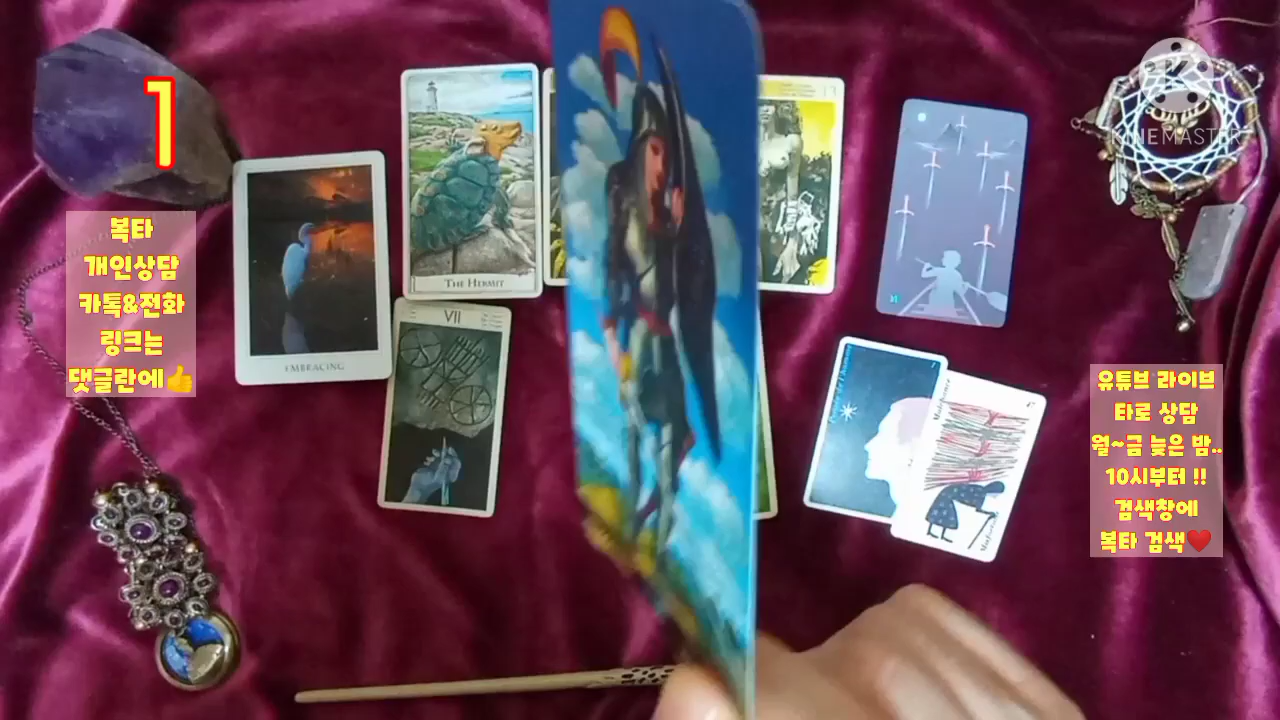 1
복타
개인상담
카톡&전화
링크는
댓글란에👍
KINEMASTER
EMBRACING
THE HERMIT
VII
13
유튜브 라이브
타로 상담
월~금 늦은 밤..
10시부터 !!
검색창에
복타 검색♥